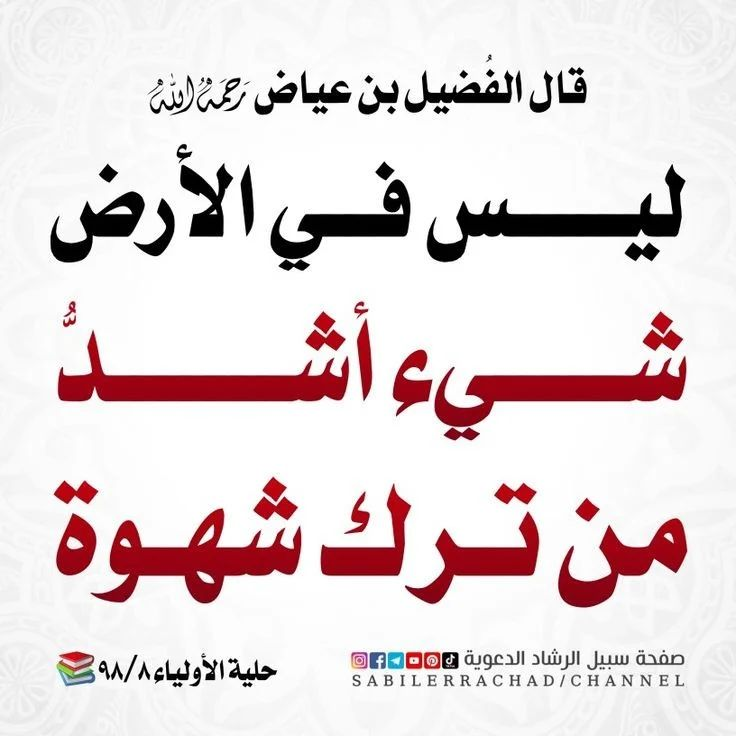 قال الفُضيل بن عياض رَحِمَهُ اللهُ
ليس في الأرض
شيء أشدُّ
من ترك شهوة
صفحة سبيل الرشاد الدعوية
SABILERRACHAD/CHANNEL
حلية الأولياء ٩٨/٨